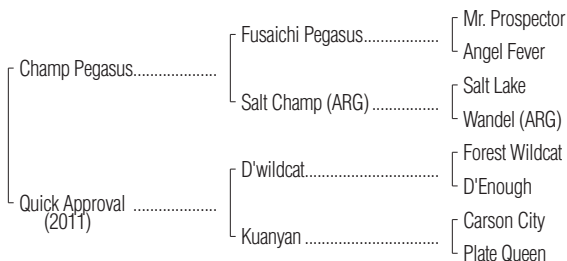 Mr. Prospector
Fusaichi Pegasus..................
Angel Fever
Champ Pegasus....................
Salt Lake
Salt Champ (ARG) ................
Wandel (ARG)
Forest Wildcat
D'wildcat................................
D'Enough
Quick Approval ....................
(2011)
Carson City
Kuanyan ................................
Plate Queen